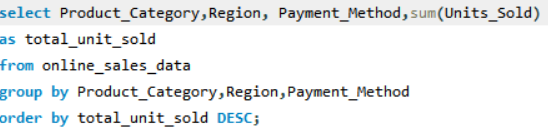 select Product_Category,Region, Payment_Method,sum(Units_Sold)
as total_unit_sold
from online_sales_data
group by Product_Category,Region,Payment_Method
order by total_unit_sold DESC;